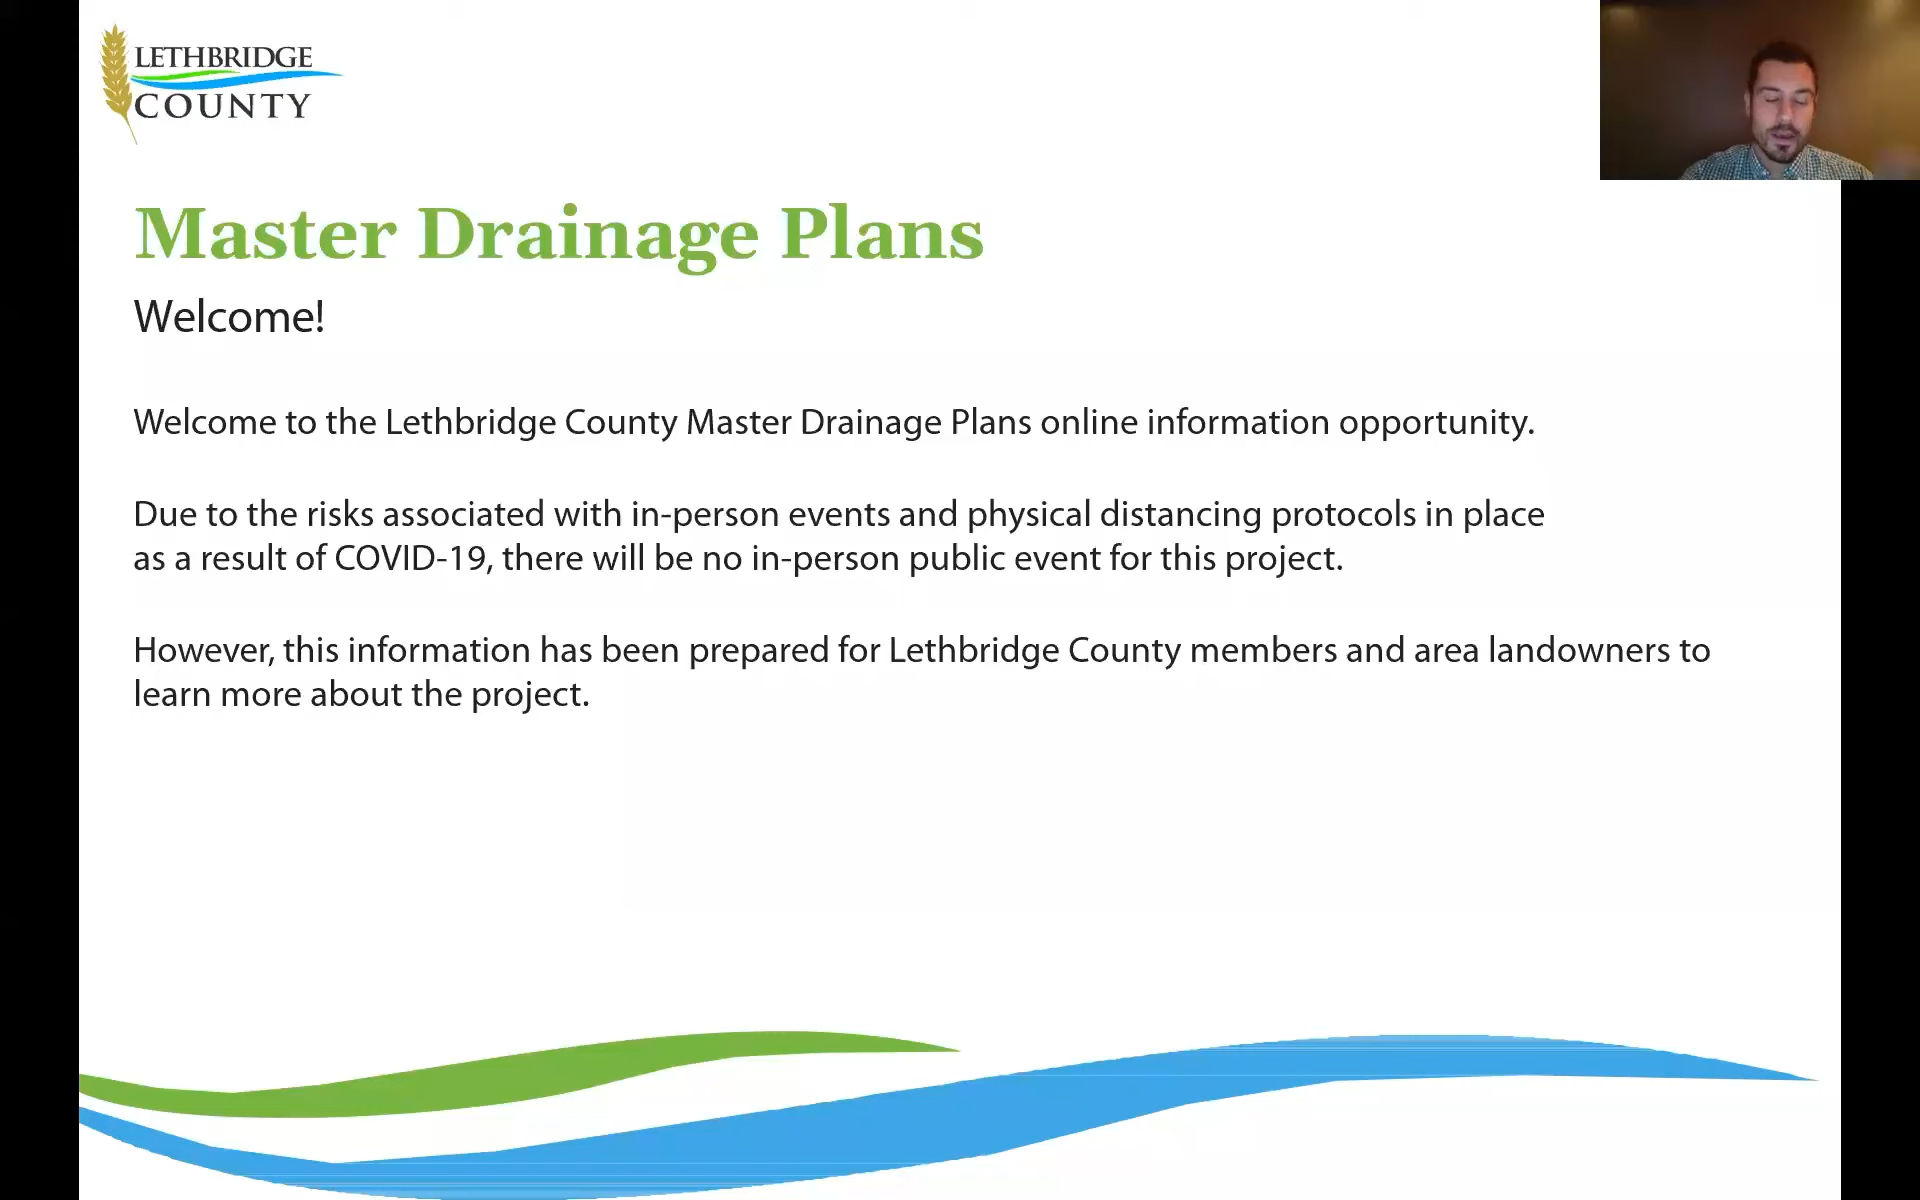 LETHBRIDGE
COUNTY
Master Drainage Plans
Welcome!
Welcome to the Lethbridge County Master Drainage Plans online information opportunity.
Due to the risks associated with in-person events and physical distancing protocols in place
as a result of COVID-19, there will be no in-person public event for this project.
However, this information has been prepared for Lethbridge County members and area landowners to
learn more about the project.